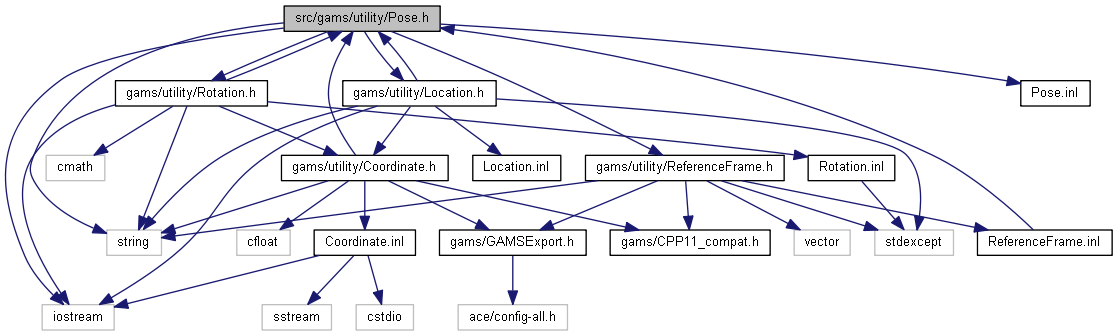 src/gams/utility/Pose.h
gams/utility/Rotation.h
gams/utility/Location.h
Pose.inl
cmath
gams/utility/Coordinate.h
Location.inl
gams/utility/ReferenceFrame.h
Rotation.inl
string
cfloat
Coordinate.inl
gams/GAMSExport.h
gams/CPP11_compat.h
vector
stdexcept
ReferenceFrame.inl
iostream
sstream
cstdio
ace/config-all.h